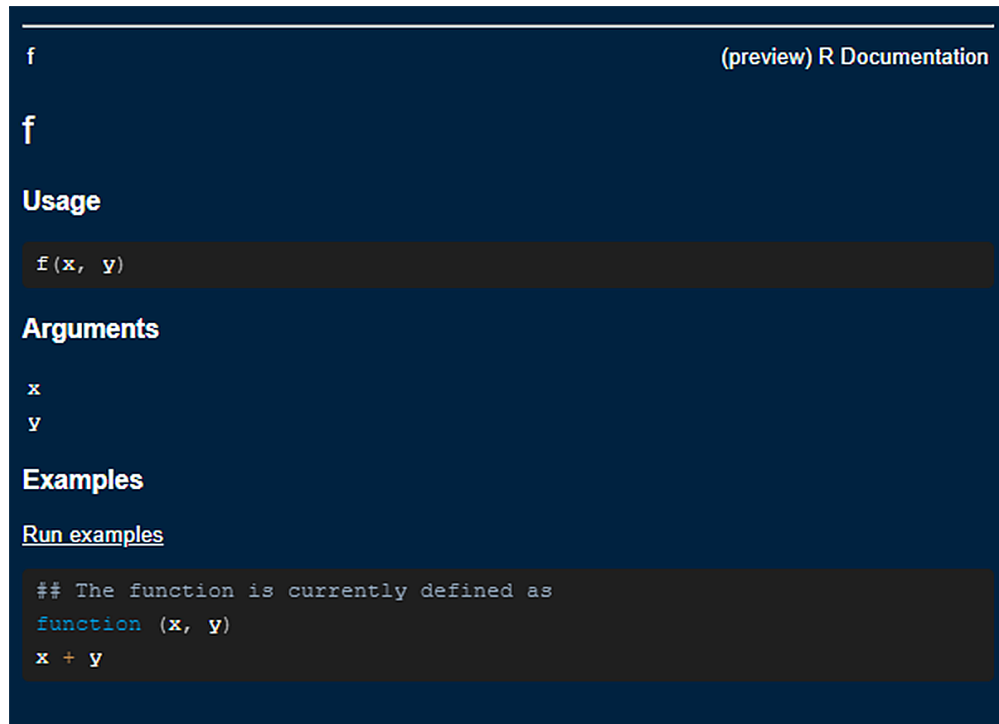 f (preview) R Documentation
f
Usage
f(x, y)
Arguments
x
y
Examples
Run examples
## The function is currently defined as
function (x, y)
x + y